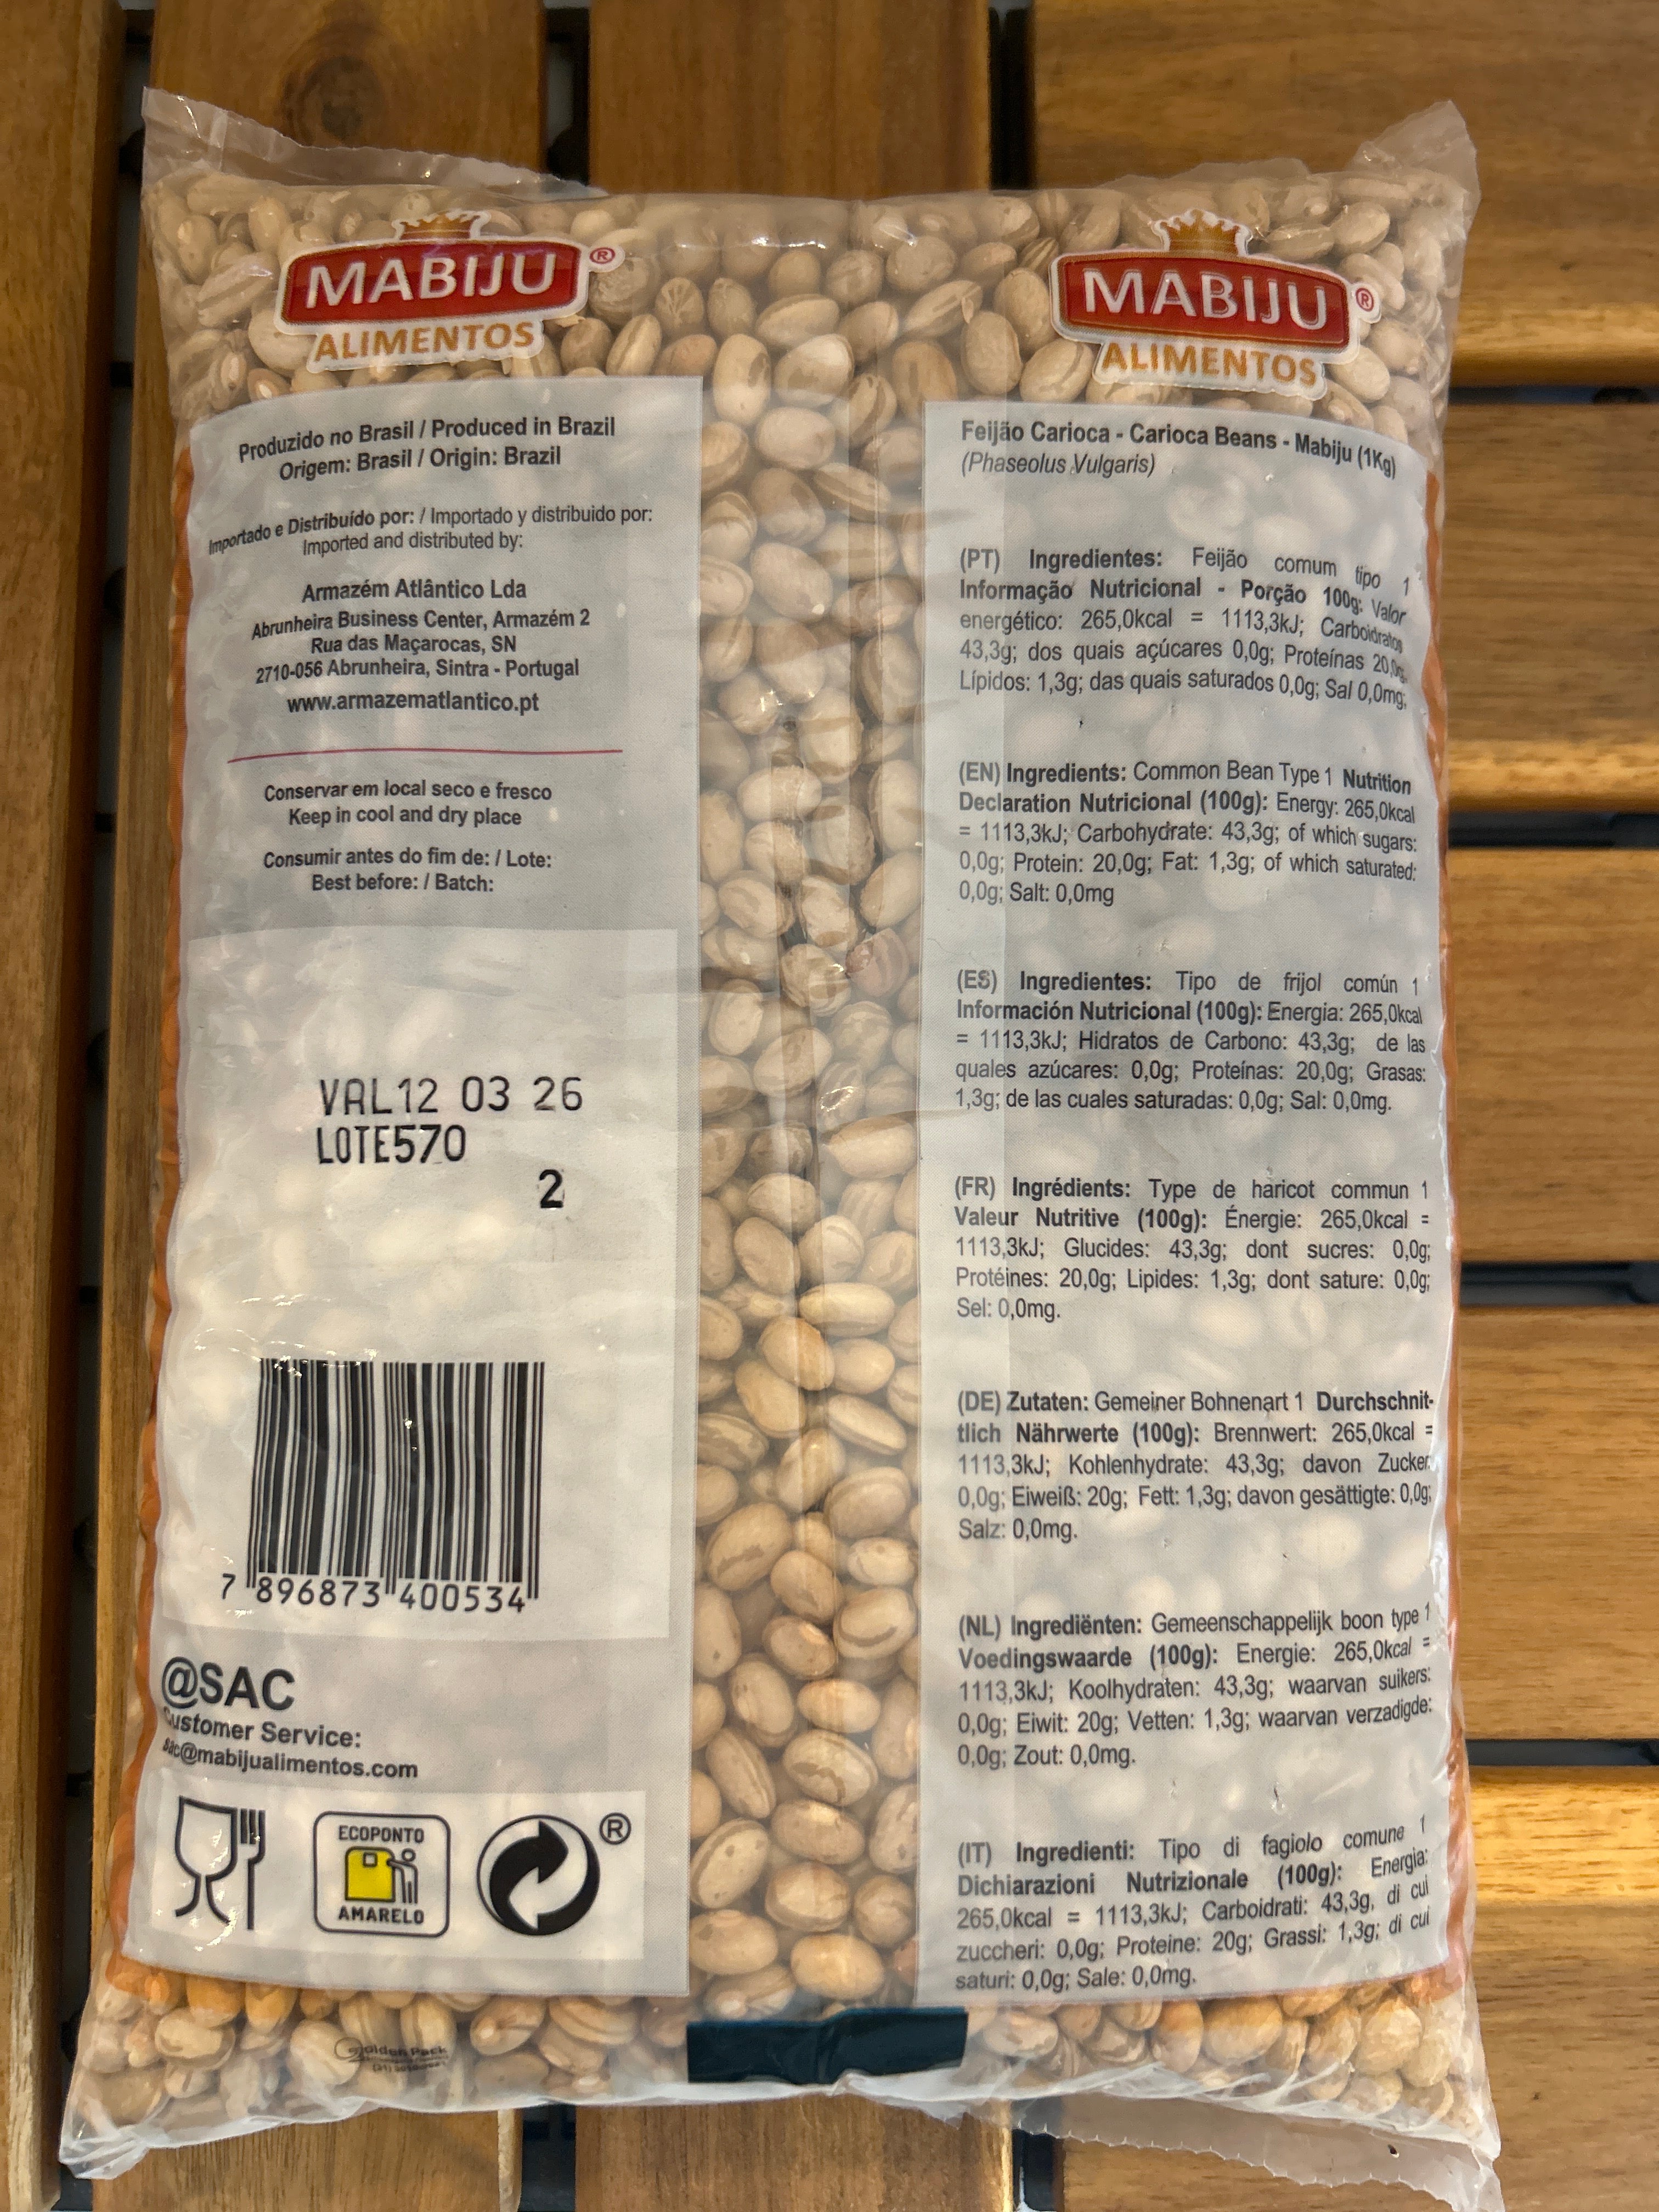 MABIJU ®
ALIMENTOS
Produzido no Brasil / Produced in Brazil
Origem: Brasil / Origin: Brazil
Importado e Distribuído por: / Importado y distribuido por:
Imported and distributed by:
Armazém Atlântico Lda
Abrunheira Business Center, Armazém 2
Rua das Maçarocas, SN
2710-056 Abrunheira, Sintra - Portugal
www.armazematlantico.pt
Conservar em local seco e fresco
Keep in cool and dry place
Consumir antes do fim de: / Lote:
Best before: / Batch:
VAL12 03 26
LOTE570
2
7 896873 400534
@SAC
Customer Service:
sac@mabijualimentos.com
ECOPONTO
AMARELO
®
Golden Pack
MABIJU ®
ALIMENTOS
Feijão Carioca - Carioca Beans - Mabiju (1Kg)
(Phaseolus Vulgaris)
(PT) Ingredientes: Feijão comum tipo 1
Informação Nutricional - Porção 100g: Valor
energético: 265,0kcal = 1113,3kJ; Carboidratos
43,3g; dos quais açúcares 0,0g; Proteínas 20,0g;
Lípidos: 1,3g; das quais saturados 0,0g; Sal 0,0mg;
(EN) Ingredients: Common Bean Type 1 Nutrition
Declaration Nutricional (100g): Energy: 265,0kcal
= 1113,3kJ; Carbohydrate: 43,3g; of which sugars:
0,0g; Protein: 20,0g; Fat: 1,3g; of which saturated:
0,0g; Salt: 0,0mg
(ES) Ingredientes: Tipo de frijol común 1
Información Nutricional (100g): Energia: 265,0kcal
= 1113,3kJ; Hidratos de Carbono: 43,3g; de las
quales azúcares: 0,0g; Proteínas: 20,0g; Grasas:
1,3g; de las cuales saturadas: 0,0g; Sal: 0,0mg.
(FR) Ingrédients: Type de haricot commun 1
Valeur Nutritive (100g): Énergie: 265,0kcal =
1113,3kJ; Glucides: 43,3g; dont sucres: 0,0g;
Protéines: 20,0g; Lipides: 1,3g; dont sature: 0,0g;
Sel: 0,0mg.
(DE) Zutaten: Gemeiner Bohnenart 1 Durchschnit-
tlich Nährwerte (100g): Brennwert: 265,0kcal =
1113,3kJ; Kohlenhydrate: 43,3g; davon Zucker:
0,0g; Eiweiß: 20g; Fett: 1,3g; davon gesättigte: 0,0g;
Salz: 0,0mg.
(NL) Ingrediënten: Gemeenschappelijk boon type 1
Voedingswaarde (100g): Energie: 265,0kcal =
1113,3kJ; Koolhydraten: 43,3g; waarvan suikers:
0,0g; Eiwit: 20g; Vetten: 1,3g; waarvan verzadigde:
0,0g; Zout: 0,0mg.
(IT) Ingredienti: Tipo di fagiolo comune 1
Dichiarazioni Nutrizionale (100g): Energia:
265,0kcal = 1113,3kJ; Carboidrati: 43,3g, di cui
zuccheri: 0,0g; Proteine: 20g; Grassi: 1,3g; di cui
saturi: 0,0g; Sale: 0,0mg.